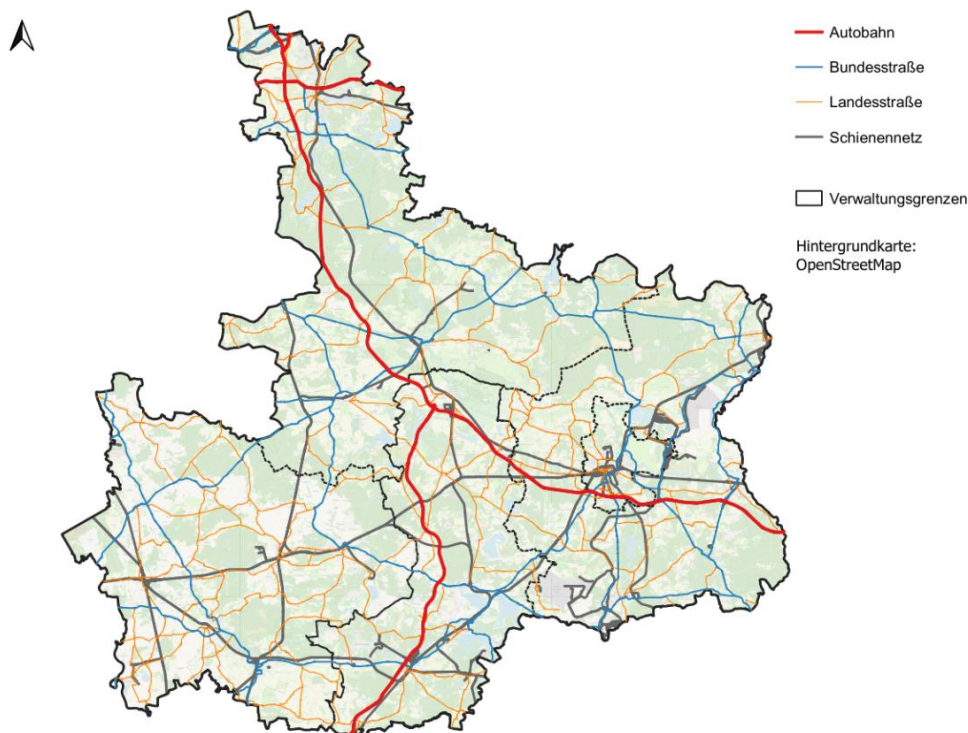 Autobahn
Bundesstraße
Landesstraße
Schienennetz
Verwaltungsgrenzen
Hintergrundkarte:
OpenStreetMap